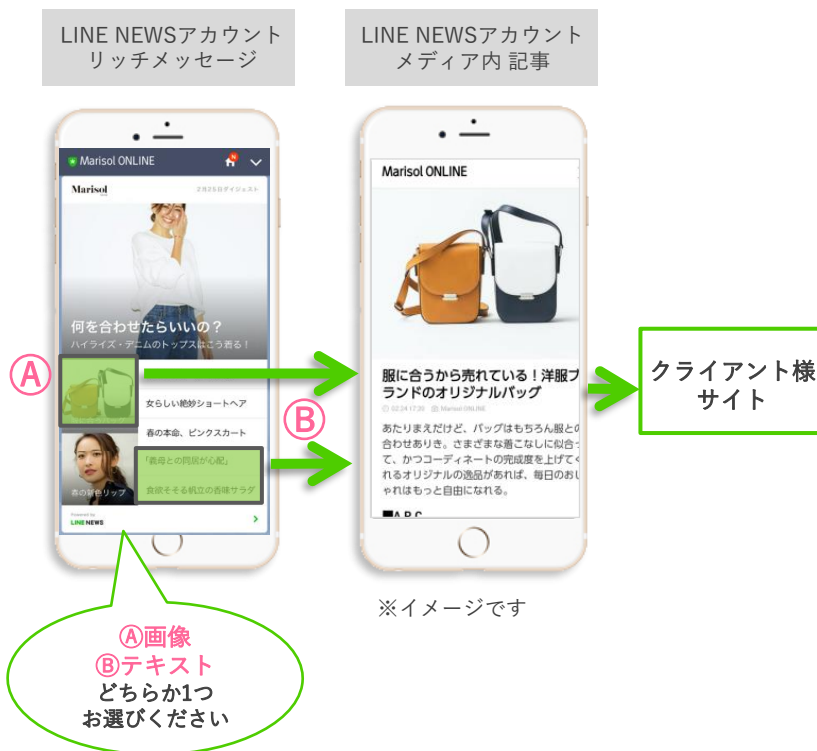 LINE NEWSアカウント
リッチメッセージ
LINE NEWSアカウント
メディア内 記事
Marisol ONLINE
N
Marisol
2月25日ダイジェスト
何を合わせたらいいの？
ハイライズ・デニムのトップスはこう着る！
Ⓐ
女らしい絶妙ショートヘア
春の本命、ピンクスカート
「義母との同居が心配」
食欲そそる帆立の香味サラダ
春の新色リップ
Powered by
LINE NEWS
Ⓑ
Marisol ONLINE
服に合うから売れている！洋服ブ
ランドのオリジナルバッグ
02.24 17:20 Marisol ONLINE
あたりまえだけど、バッグはもちろん服との
合わせありき。さまざまな着こなしに似合っ
て、かつコーディネートの完成度を上げてく
れるオリジナルの逸品があれば、毎日のおし
ゃれはもっと自由になれる。
■A.P.C.
クライアント様
サイト
※イメージです
Ⓐ画像
Ⓑテキスト
どちらか1つ
お選びください